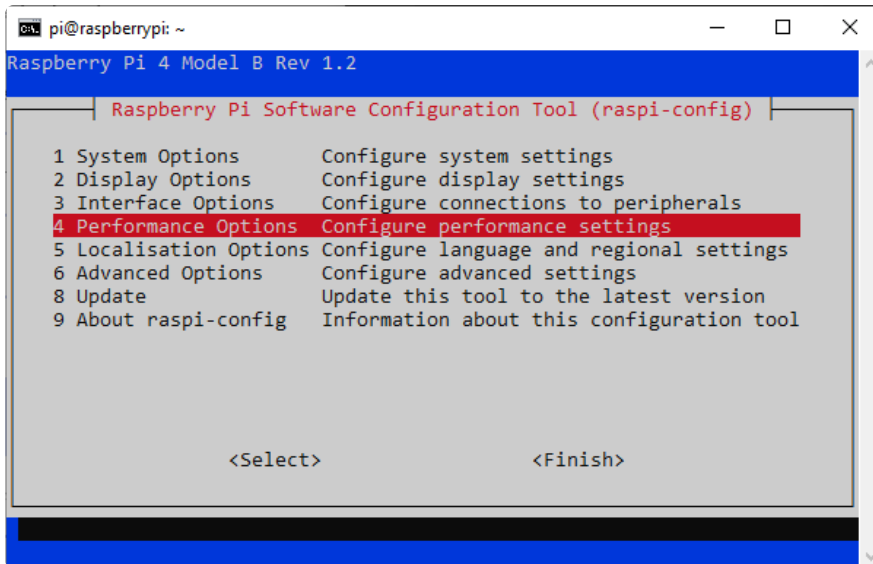 pi@raspberrypi: ~
Raspberry Pi 4 Model B Rev 1.2
Raspberry Pi Software Configuration Tool (raspi-config)
1 System Options Configure system settings
2 Display Options Configure display settings
3 Interface Options Configure connections to peripherals
4 Performance Options Configure performance settings
5 Localisation Options Configure language and regional settings
6 Advanced Options Configure advanced settings
8 Update Update this tool to the latest version
9 About raspi-config Information about this configuration tool
<Select> <Finish>